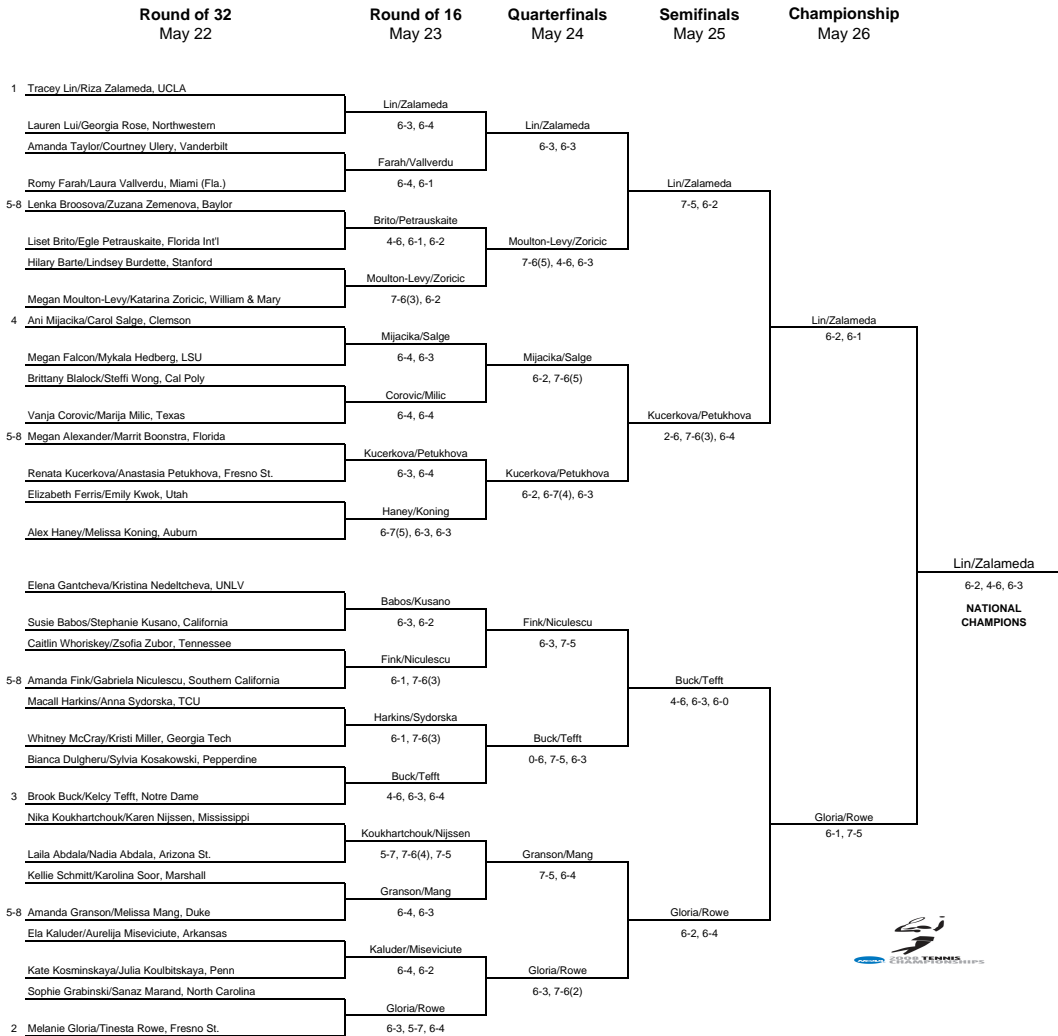 Round of 32
May 22
Round of 16
May 23
Quarterfinals
May 24
Semifinals
May 25
Championship
May 26
1 Tracey Lin/Riza Zalameda, UCLA
Lauren Lui/Georgia Rose, Northwestern
Amanda Taylor/Courtney Ulery, Vanderbilt
Romy Farah/Laura Vallverdu, Miami (Fla.)
5-8 Lenka Broosova/Zuzana Zemenova, Baylor
Liset Brito/Egle Petrauskaite, Florida Int'l
Hilary Barte/Lindsey Burdette, Stanford
Megan Moulton-Levy/Katarina Zoricic, William & Mary
4 Ani Mijacika/Carol Salge, Clemson
Megan Falcon/Mykala Hedberg, LSU
Brittany Blalock/Steffi Wong, Cal Poly
Vanja Corovic/Marija Milic, Texas
5-8 Megan Alexander/Marrit Boonstra, Florida
Renata Kucerkova/Anastasia Petukhova, Fresno St.
Elizabeth Ferris/Emily Kwok, Utah
Alex Haney/Melissa Koning, Auburn
Elena Gantcheva/Kristina Nedeltcheva, UNLV
Susie Babos/Stephanie Kusano, California
Caitlin Whoriskey/Zsofia Zubor, Tennessee
5-8 Amanda Fink/Gabriela Niculescu, Southern California
Macall Harkins/Anna Sydorska, TCU
Whitney McCray/Kristi Miller, Georgia Tech
Bianca Dulgheru/Sylvia Kosakowski, Pepperdine
3 Brook Buck/Kelcy Tefft, Notre Dame
Nika Koukhartchouk/Karen Nijssen, Mississippi
Laila Abdala/Nadia Abdala, Arizona St.
Kellie Schmitt/Karolina Soor, Marshall
5-8 Amanda Granson/Melissa Mang, Duke
Ela Kaluder/Aurelija Miseviciute, Arkansas
Kate Kosminskaya/Julia Koulbitskaya, Penn
Sophie Grabinski/Sanaz Marand, North Carolina
2 Melanie Gloria/Tinesta Rowe, Fresno St.
Lin/Zalameda
6-3, 6-4
Farah/Vallverdu
6-4, 6-1
Brito/Petrauskaite
4-6, 6-1, 6-2
Moulton-Levy/Zoricic
7-6(3), 6-2
Mijacika/Salge
6-4, 6-3
Corovic/Milic
6-4, 6-4
Kucerkova/Petukhova
6-3, 6-4
Haney/Koning
6-7(5), 6-3, 6-3
Babos/Kusano
6-3, 6-2
Fink/Niculescu
6-1, 7-6(3)
Harkins/Sydorska
6-1, 7-6(3)
Buck/Tefft
4-6, 6-3, 6-4
Koukhartchouk/Nijssen
5-7, 7-6(4), 7-5
Granson/Mang
6-4, 6-3
Kaluder/Miseviciute
6-4, 6-2
Gloria/Rowe
6-3, 5-7, 6-4
Lin/Zalameda
6-3, 6-3
Moulton-Levy/Zoricic
7-6(5), 4-6, 6-3
Mijacika/Salge
6-2, 7-6(5)
Kucerkova/Petukhova
6-2, 6-7(4), 6-3
Fink/Niculescu
6-3, 7-5
Buck/Tefft
0-6, 7-5, 6-3
Granson/Mang
7-5, 6-4
Gloria/Rowe
6-3, 7-6(2)
Lin/Zalameda
7-5, 6-2
Kucerkova/Petukhova
2-6, 7-6(3), 6-4
Buck/Tefft
4-6, 6-3, 6-0
Gloria/Rowe
6-2, 6-4
Lin/Zalameda
6-2, 6-1
Gloria/Rowe
6-1, 7-5
Lin/Zalameda
6-2, 4-6, 6-3
NATIONAL
CHAMPIONS
NCAA 2008 TENNIS
CHAMPIONSHIPS